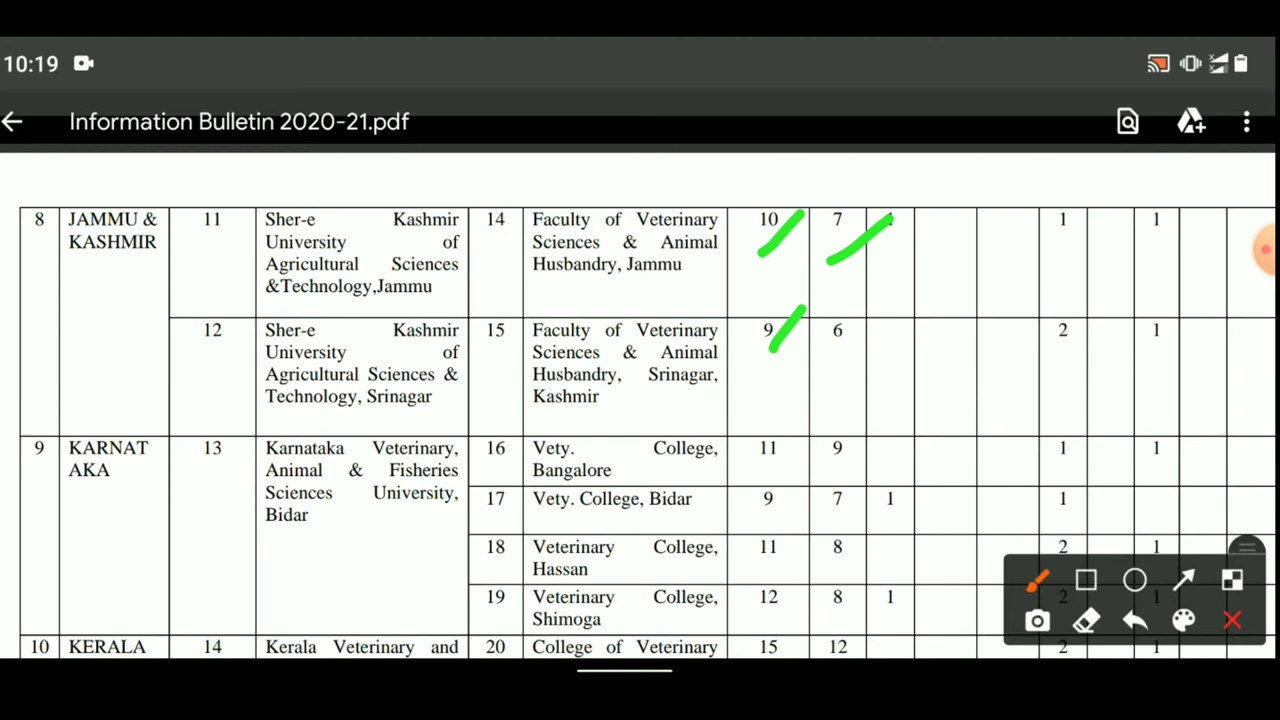 10:19
Information Bulletin 2020-21.pdf
8 JAMMU & 11 Sher-e Kashmir 14 Faculty of Veterinary 10 7 1 1 1
KASHMIR University of Sciences & Animal
Agricultural Sciences Husbandry, Jammu
&Technology,Jammu
12 Sher-e Kashmir 15 Faculty of Veterinary 9 6 2 1
University of Sciences & Animal
Agricultural Sciences & Husbandry, Srinagar,
Technology, Srinagar Kashmir
9 KARNAT 13 Karnataka Veterinary, 16 Vety. College, 11 9 1 1
AKA Animal & Fisheries Bangalore
Sciences University, 17 Vety. College, Bidar 9 7 1 1
Bidar
18 Veterinary College, 11 8 2 1
Hassan
19 Veterinary College, 12 8 1 2 1
Shimoga
10 KERALA 14 Kerala Veterinary and 20 College of Veterinary 15 12 2 1